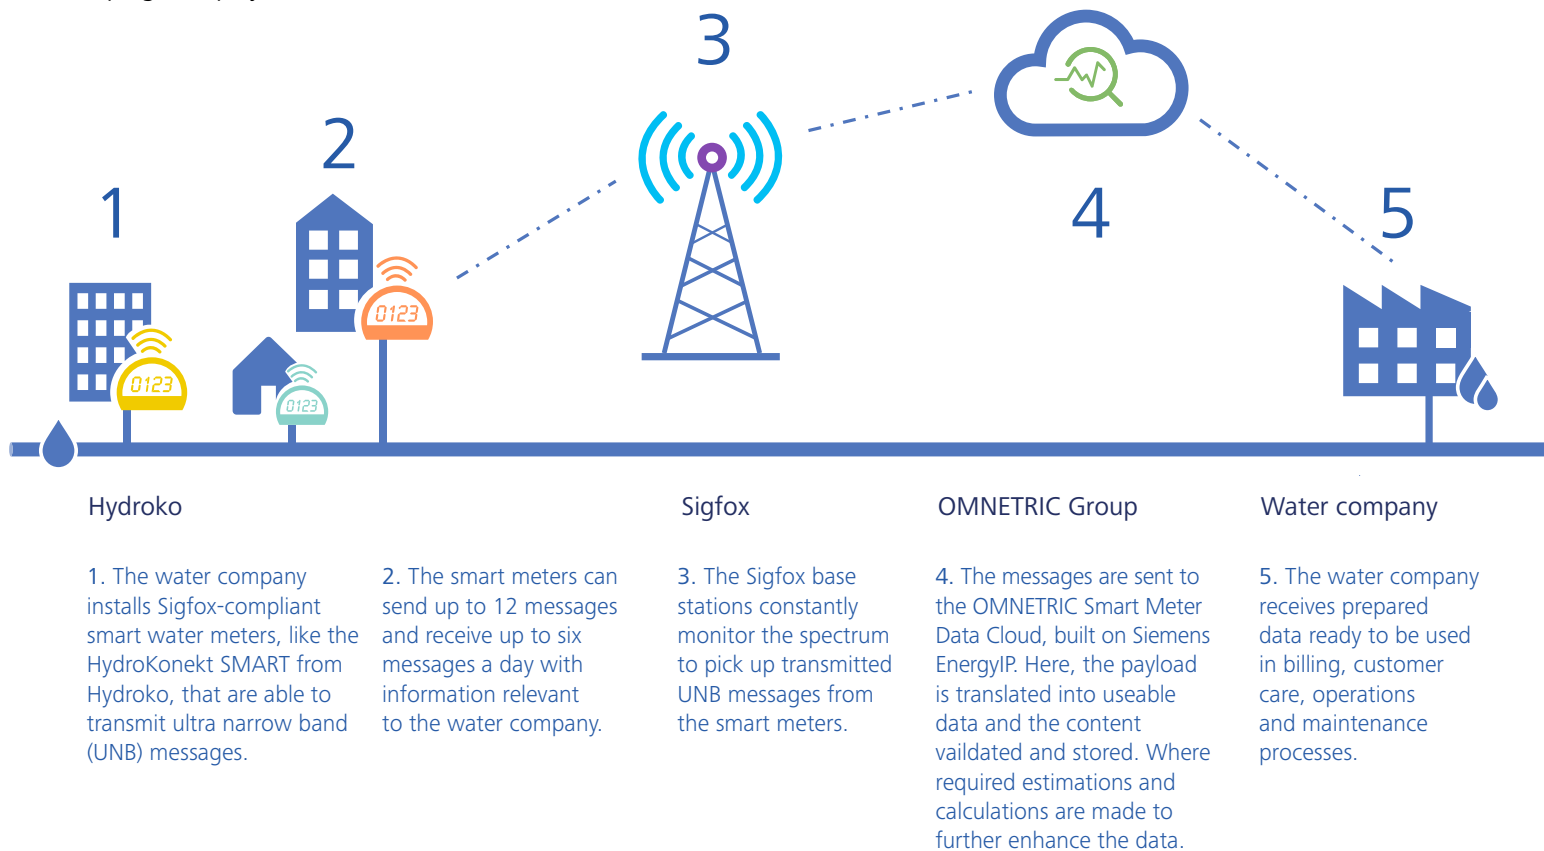 3
2
1
4
5
0123
0123
0123
Hydroko
Sigfox
OMNETRIC Group
Water company
1. The water company
installs Sigfox-compliant
smart water meters, like the
HydroKonekt SMART from
Hydroko, that are able to
transmit ultra narrow band
(UNB) messages.
2. The smart meters can
send up to 12 messages
and receive up to six
messages a day with
information relevant
to the water company.
3. The Sigfox base
stations constantly
monitor the spectrum
to pick up transmitted
UNB messages from
the smart meters.
4. The messages are sent to
the OMNETRIC Smart Meter
Data Cloud, built on Siemens
EnergyIP. Here, the payload
is translated into useable
data and the content
vaildated and stored. Where
required estimations and
calculations are made to
further enhance the data.
5. The water company
receives prepared
data ready to be used
in billing, customer
care, operations
and maintenance
processes.